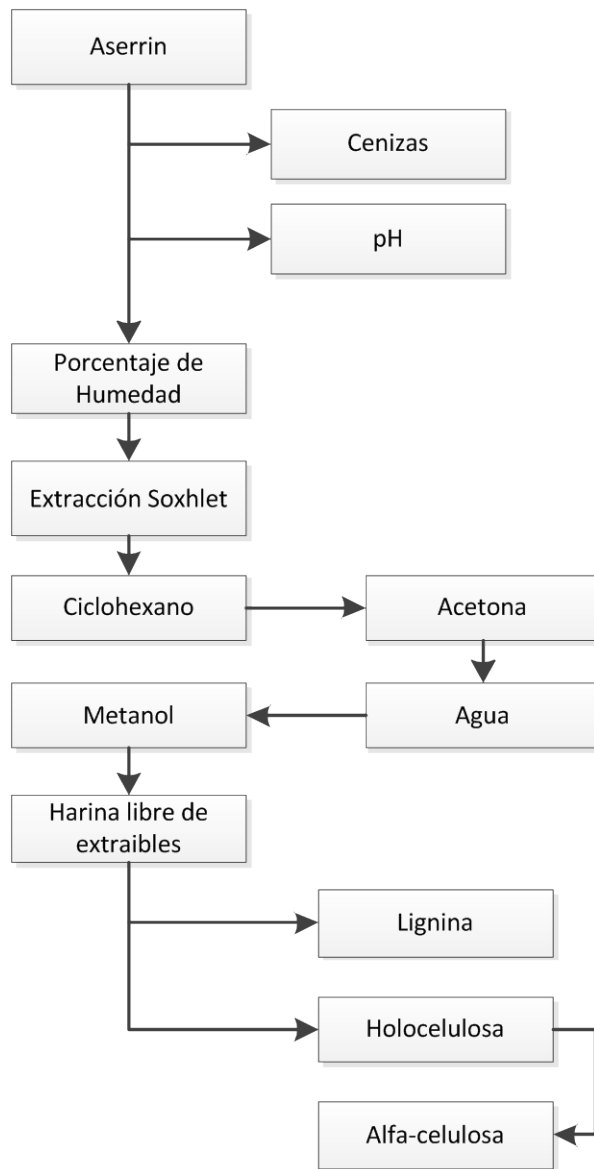 Aserrin
Cenizas
pH
Porcentaje de
Humedad
Extracción Soxhlet
Ciclohexano
Acetona
Agua
Metanol
Harina libre de
extraibles
Lignina
Holocelulosa
Alfa-celulosa